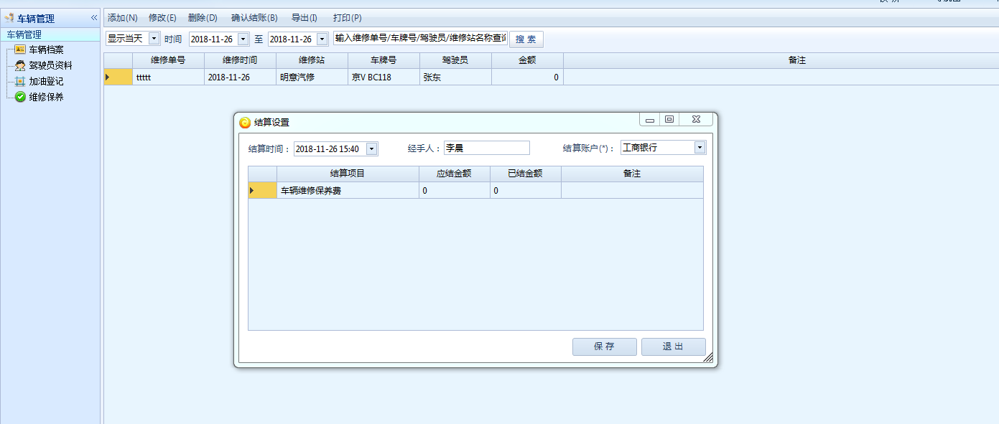 车辆管理 «
车辆管理
车辆档案
驾驶员资料
加油登记
维修保养
添加(N) 修改(E) 删除(D) 确认结账(B) 导出(I) 打印(P)
显示当天 时间 2018-11-26 至 2018-11-26 输入维修单号/车牌号/驾驶员/维修站名称查 搜 索
维修单号 维修时间 维修站 车牌号 驾驶员 金额 备注
ttttt 2018-11-26 明意汽修 京V BC118 张东 0
结算设置
结算时间： 2018-11-26 15:40 经手人： 李晨 结算账户(*)： 工商银行
结算项目 应结金额 已结金额 备注
车辆维修保养费 0 0
保 存 退 出